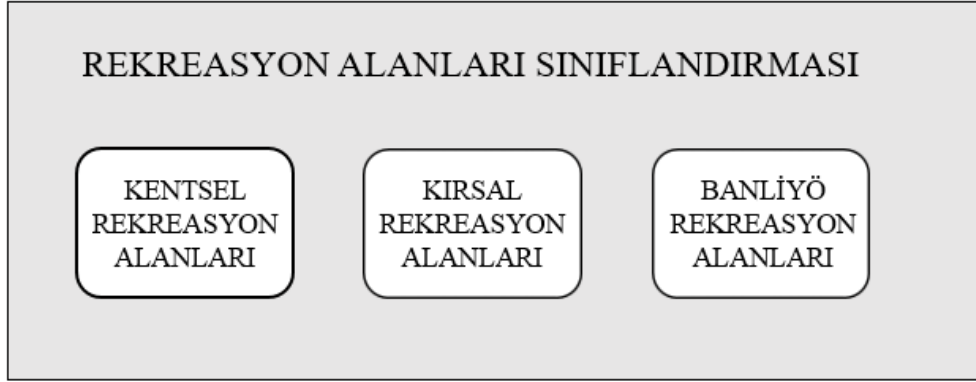 REKREASYON ALANLARI SINIFLANDIRMASI
KENTSEL
REKREASYON
ALANLARI
KIRSAL
REKREASYON
ALANLARI
BANLİYÖ
REKREASYON
ALANLARI